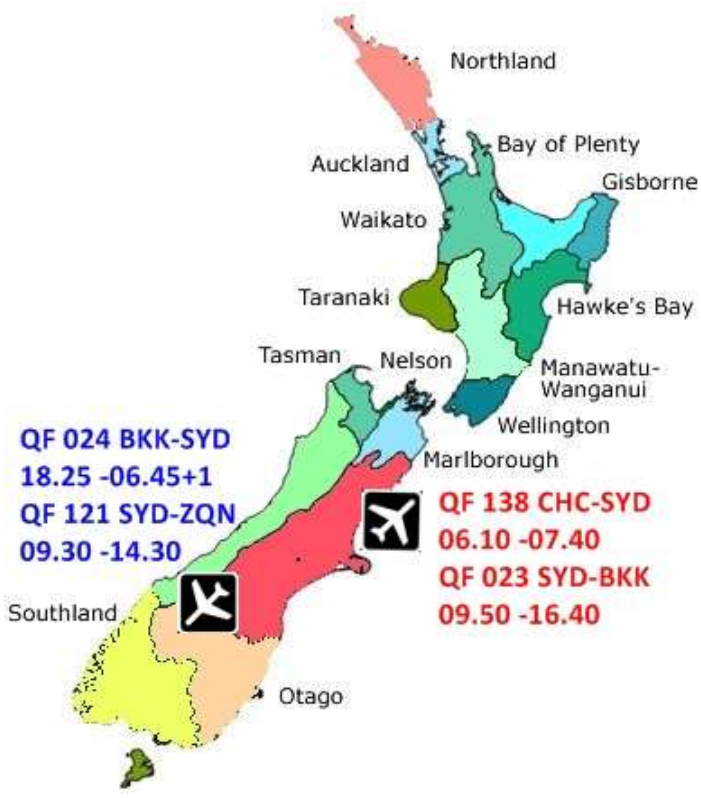 Northland
Bay of Plenty
Auckland
Gisborne
Waikato
Taranaki
Hawke's Bay
Tasman
Nelson
Manawatu-
Wanganui
Wellington
Marlborough
QF 024 BKK-SYD
18.25 -06.45+1
QF 121 SYD-ZQN
09.30 -14.30
QF 138 CHC-SYD
06.10 -07.40
QF 023 SYD-BKK
09.50 -16.40
Southland
Otago